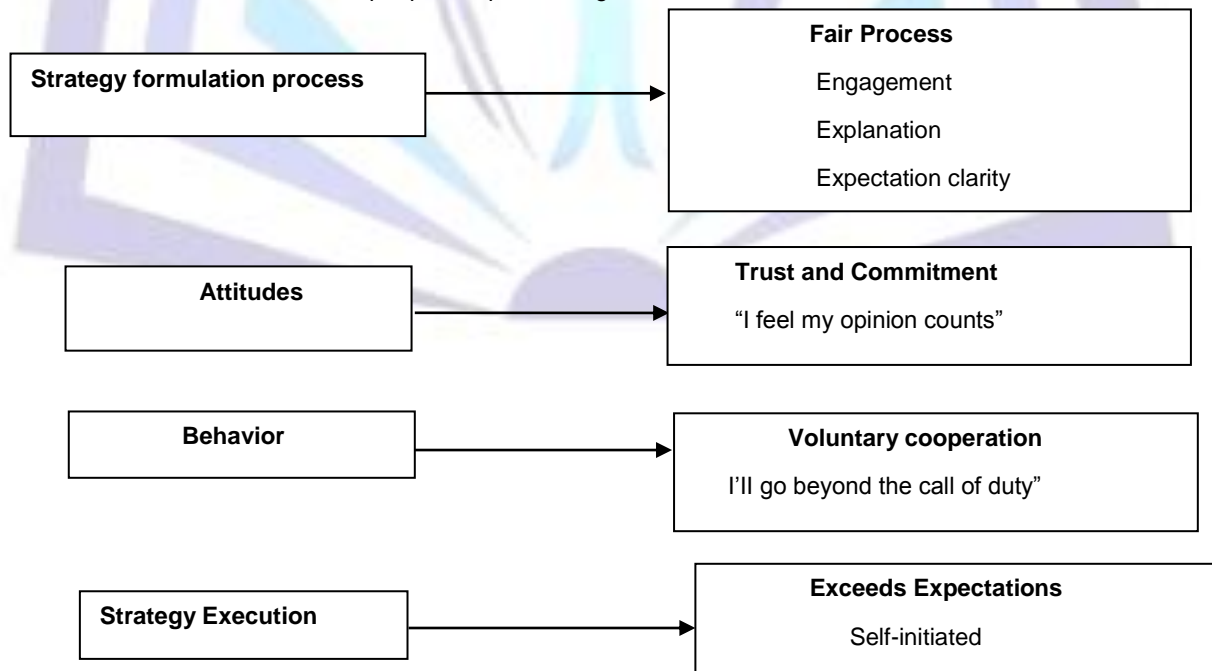 Fair Process
Strategy formulation process
Engagement
Explanation
Expectation clarity
Attitudes
Trust and Commitment
“I feel my opinion counts”
Behavior
Voluntary cooperation
I’II go beyond the call of duty”
Strategy Execution
Exceeds Expectations
Self-initiated